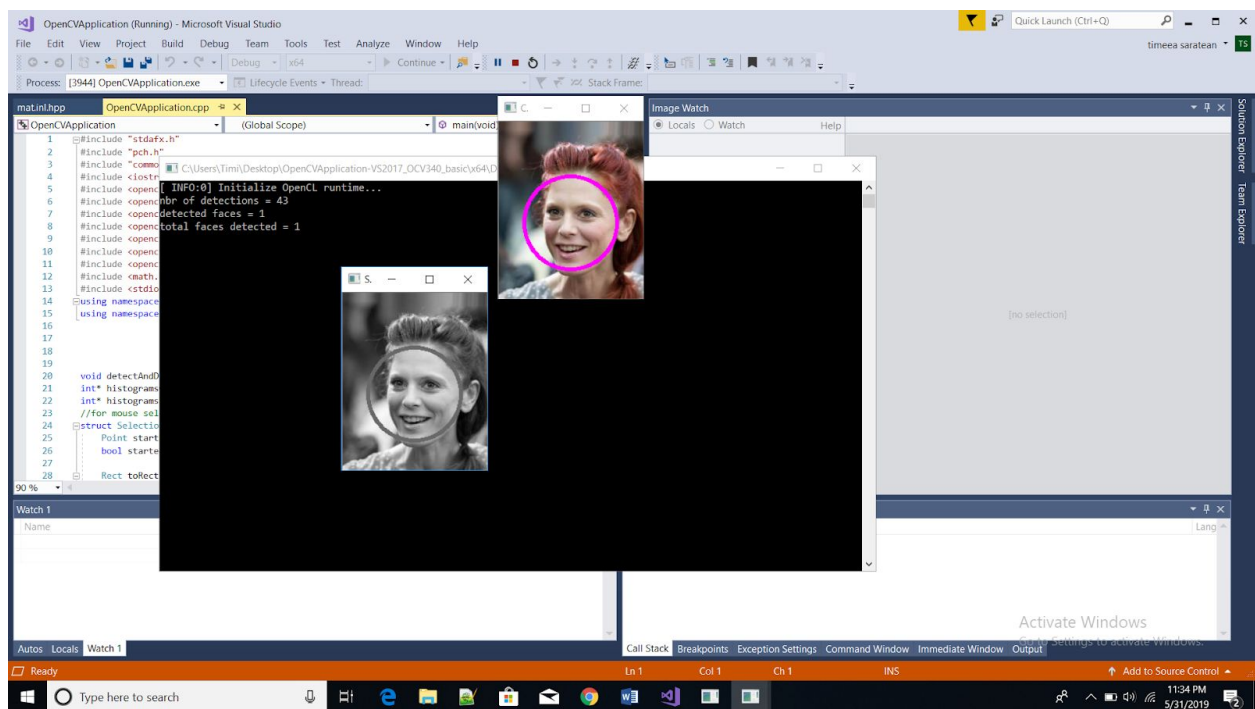 OpenCVApplication (Running) - Microsoft Visual Studio
Quick Launch (Ctrl+Q)
File Edit View Project Build Debug Team Tools Test Analyze Window Help
timeea saratean TS
Debug x64 Continue
Process: [3944] OpenCVApplication.exe Lifecycle Events Thread: Stack Frame:
mat.inl.hpp OpenCVApplication.cpp
OpenCVApplication (Global Scope) main(void)
1 #include "stdafx.h"
2 #include "pch.h"
3 #include "commo
4 #include <iostr
5 #include <openc
6 #include <openc
7 #include <openc
8 #include <openc
9 #include <openc
10 #include <openc
11 #include <openc
12 #include <math.
13 #include <stdio
14 using namespace
15 using namespace
16
17
18
19
20 void detectAndD
21 int* histograms
22 int* histograms
23 //for mouse sel
24 struct Selectio
25 Point start
26 bool starte
27
28 Rect toRect
90 %
C:\Users\Timi\Desktop\OpenCVApplication-VS2017_OCV340_basic\x64\D
[ INFO:0] Initialize OpenCL runtime...
nbr of detections = 43
detected faces = 1
total faces detected = 1
C.
S.
Image Watch
Locals Watch Help
[no selection]
Solution Explorer
Team Explorer
Watch 1
Name
Lang
Autos Locals Watch 1
Call Stack Breakpoints Exception Settings Command Window Immediate Window Output
Activate Windows
Go to Settings to activate Windows.
Ready Ln 1 Col 1 Ch 1 INS Add to Source Control
Type here to search
11:34 PM
5/31/2019
2